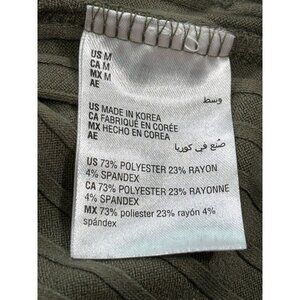 US M
CA M
MX M
AE وسط
US MADE IN KOREA
CA FABRIQUÉ EN CORÉE
MX HECHO EN COREA
AE صنع في كوريا
US 73% POLYESTER 23% RAYON
4% SPANDEX
CA 73% POLYESTER 23% RAYONNE
4% SPANDEX
MX 73% poliester 23% rayón 4%
spándex